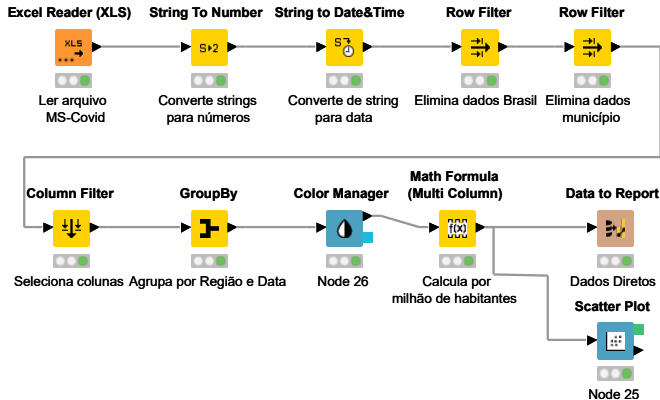 Excel Reader (XLS)
String To Number
String to Date&Time
Row Filter
Row Filter
XLS
S▸2
S
Ler arquivo
MS-Covid
Converte strings
para números
Converte de string
para data
Elimina dados Brasil
Elimina dados
município
Column Filter
GroupBy
Color Manager
Math Formula
(Multi Column)
Data to Report
f(x)
Seleciona colunas
Agrupa por Região e Data
Node 26
Calcula por
milhão de habitantes
Dados Diretos
Scatter Plot
Node 25